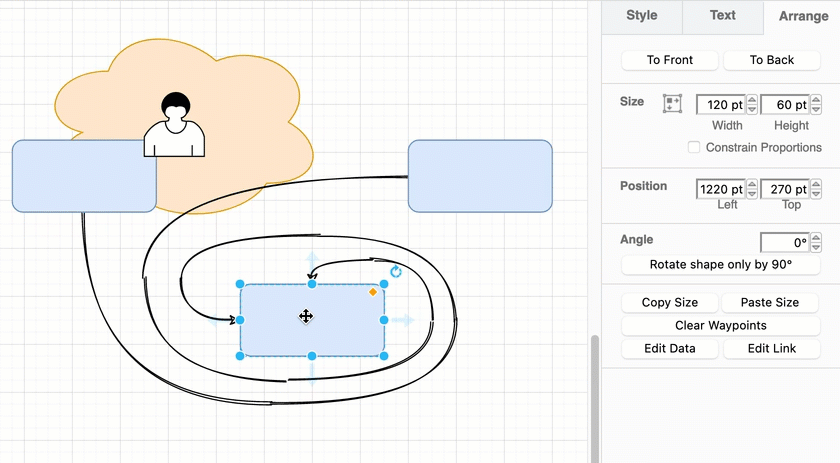 Style Text Arrange
To Front To Back
Size 120 pt 60 pt
Width Height
Constrain Proportions
Position 1220 pt 270 pt
Left Top
Angle 0°
Rotate shape only by 90°
Copy Size Paste Size
Clear Waypoints
Edit Data Edit Link